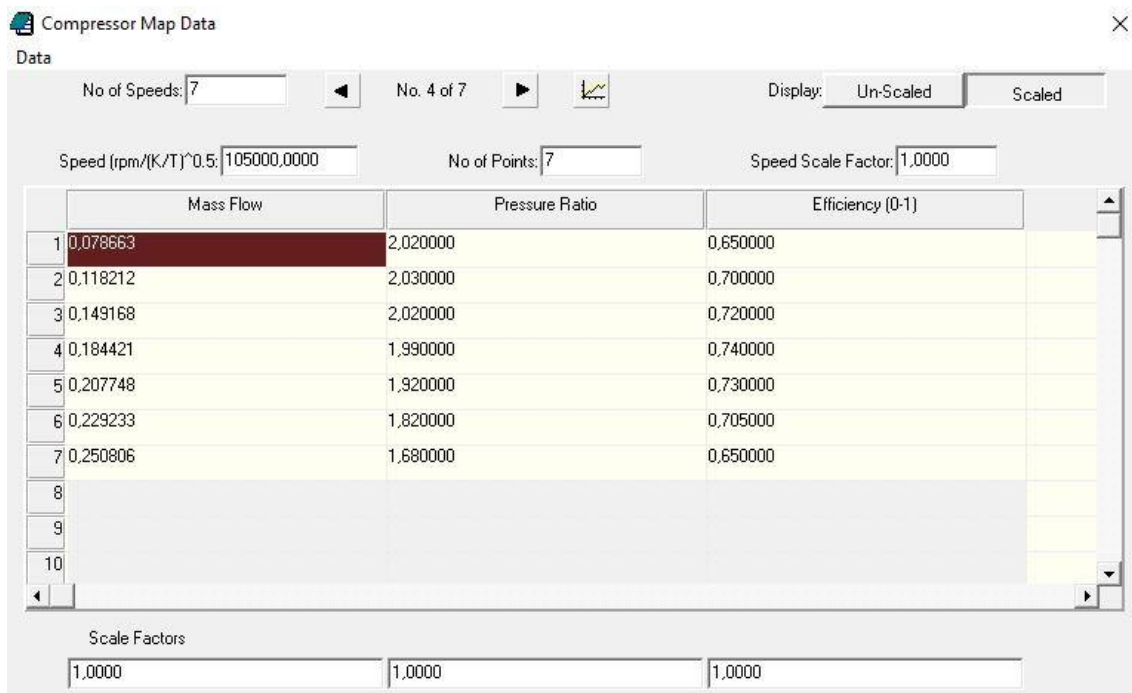 Compressor Map Data
Data
No of Speeds: 7 No. 4 of 7 Display: Un-Scaled Scaled
Speed (rpm/(K/T)^0.5: 105000,0000 No of Points: 7 Speed Scale Factor: 1,0000
Mass Flow Pressure Ratio Efficiency (0-1)
1 0,078663 2,020000 0,650000
2 0,118212 2,030000 0,700000
3 0,149168 2,020000 0,720000
4 0,184421 1,990000 0,740000
5 0,207748 1,920000 0,730000
6 0,229233 1,820000 0,705000
7 0,250806 1,680000 0,650000
8
9
10
Scale Factors
1,0000 1,0000 1,0000